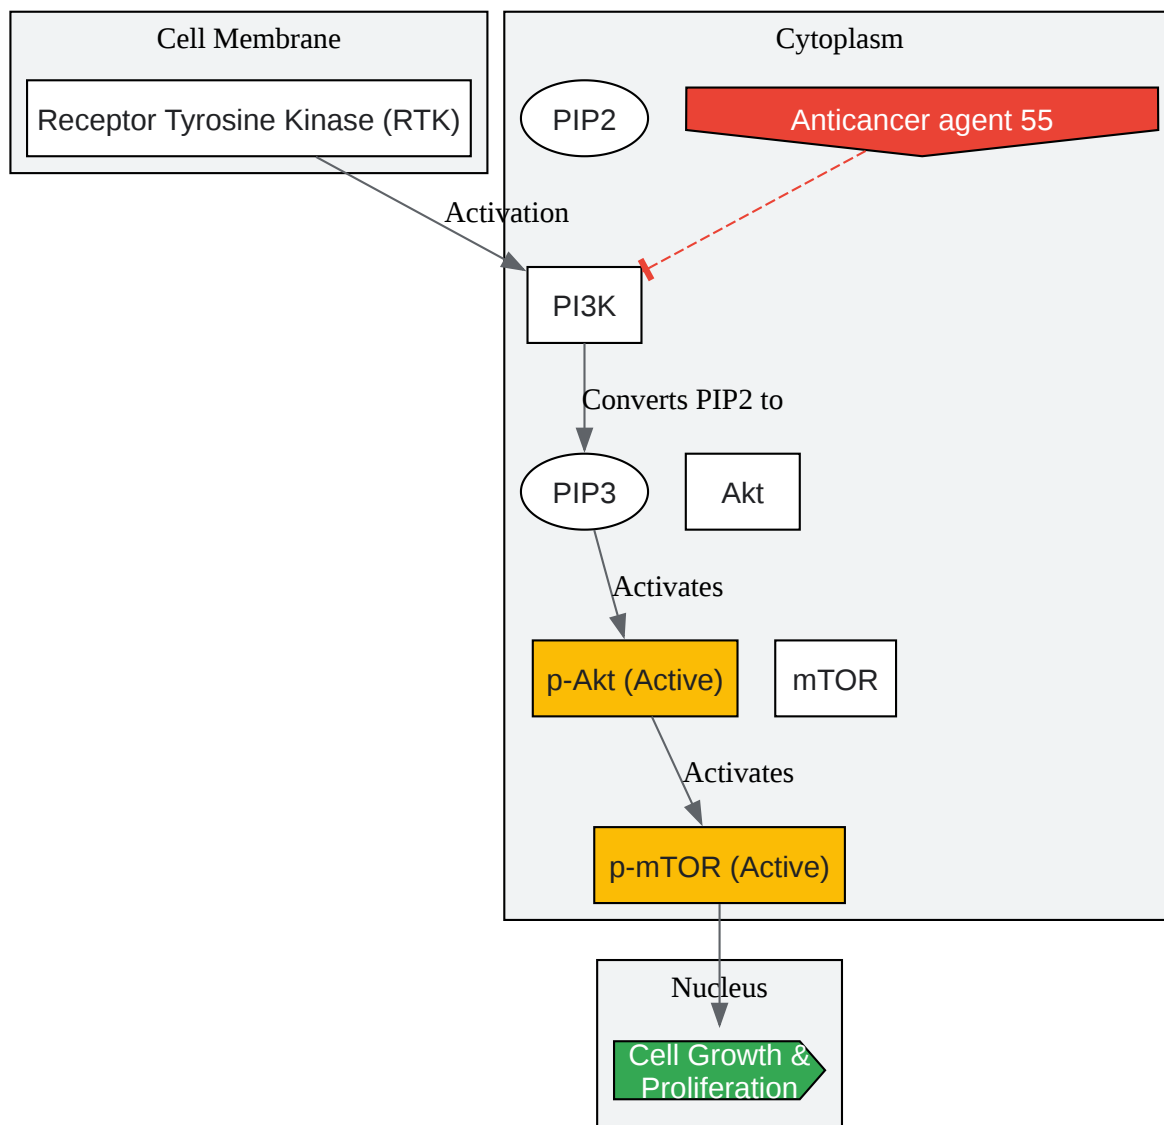 Cell Membrane
Cytoplasm
Receptor Tyrosine Kinase (RTK)
PIP2
Anticancer agent 55
Activation
PI3K
Converts PIP2 to
PIP3
Akt
Activates
p-Akt (Active)
mTOR
Activates
p-mTOR (Active)
Nucleus
Cell Growth &
Proliferation